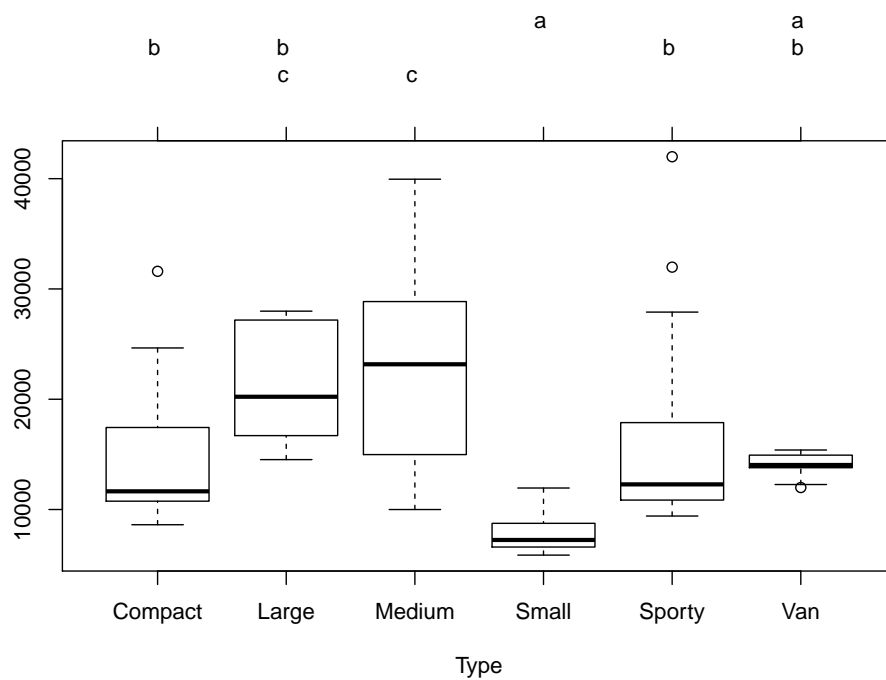 a a
b b b b
c c
40000
30000
20000
10000
Compact Large Medium Small Sporty Van
Type